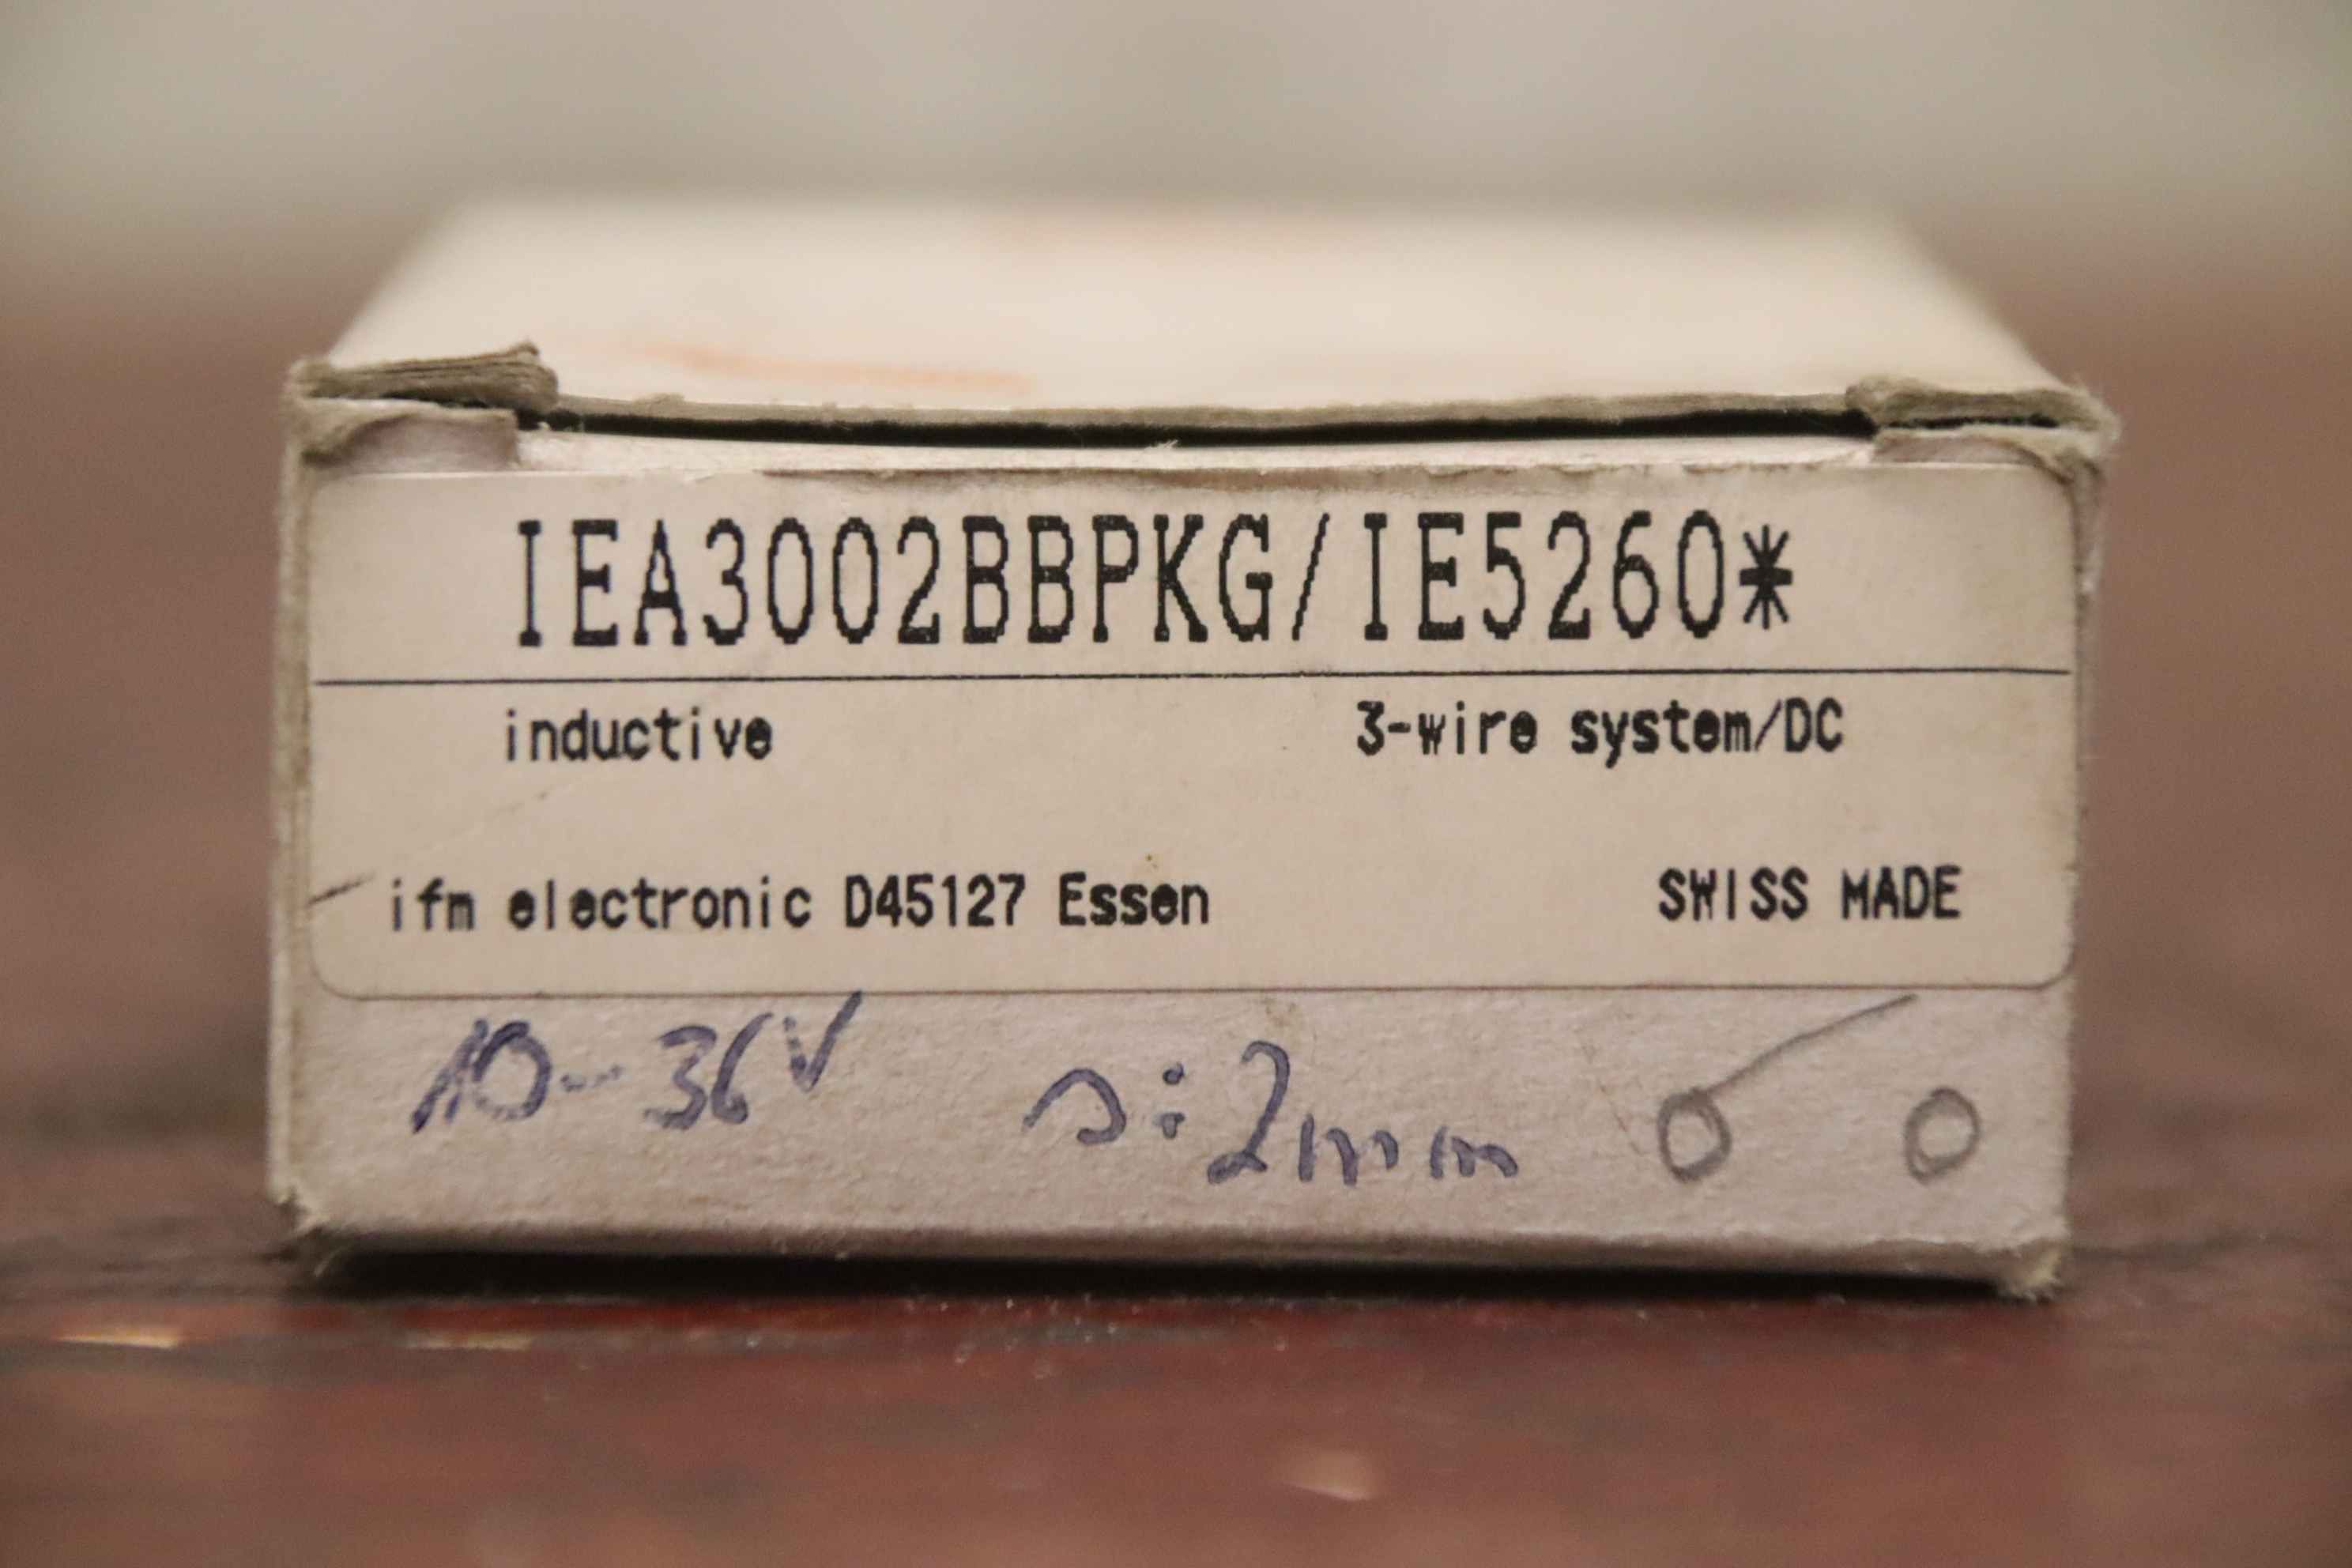 IEA3002BBPKG/IE5260*
inductive 3-wire system/DC
ifm electronic D45127 Essen SWISS MADE
10-36V s:2mm